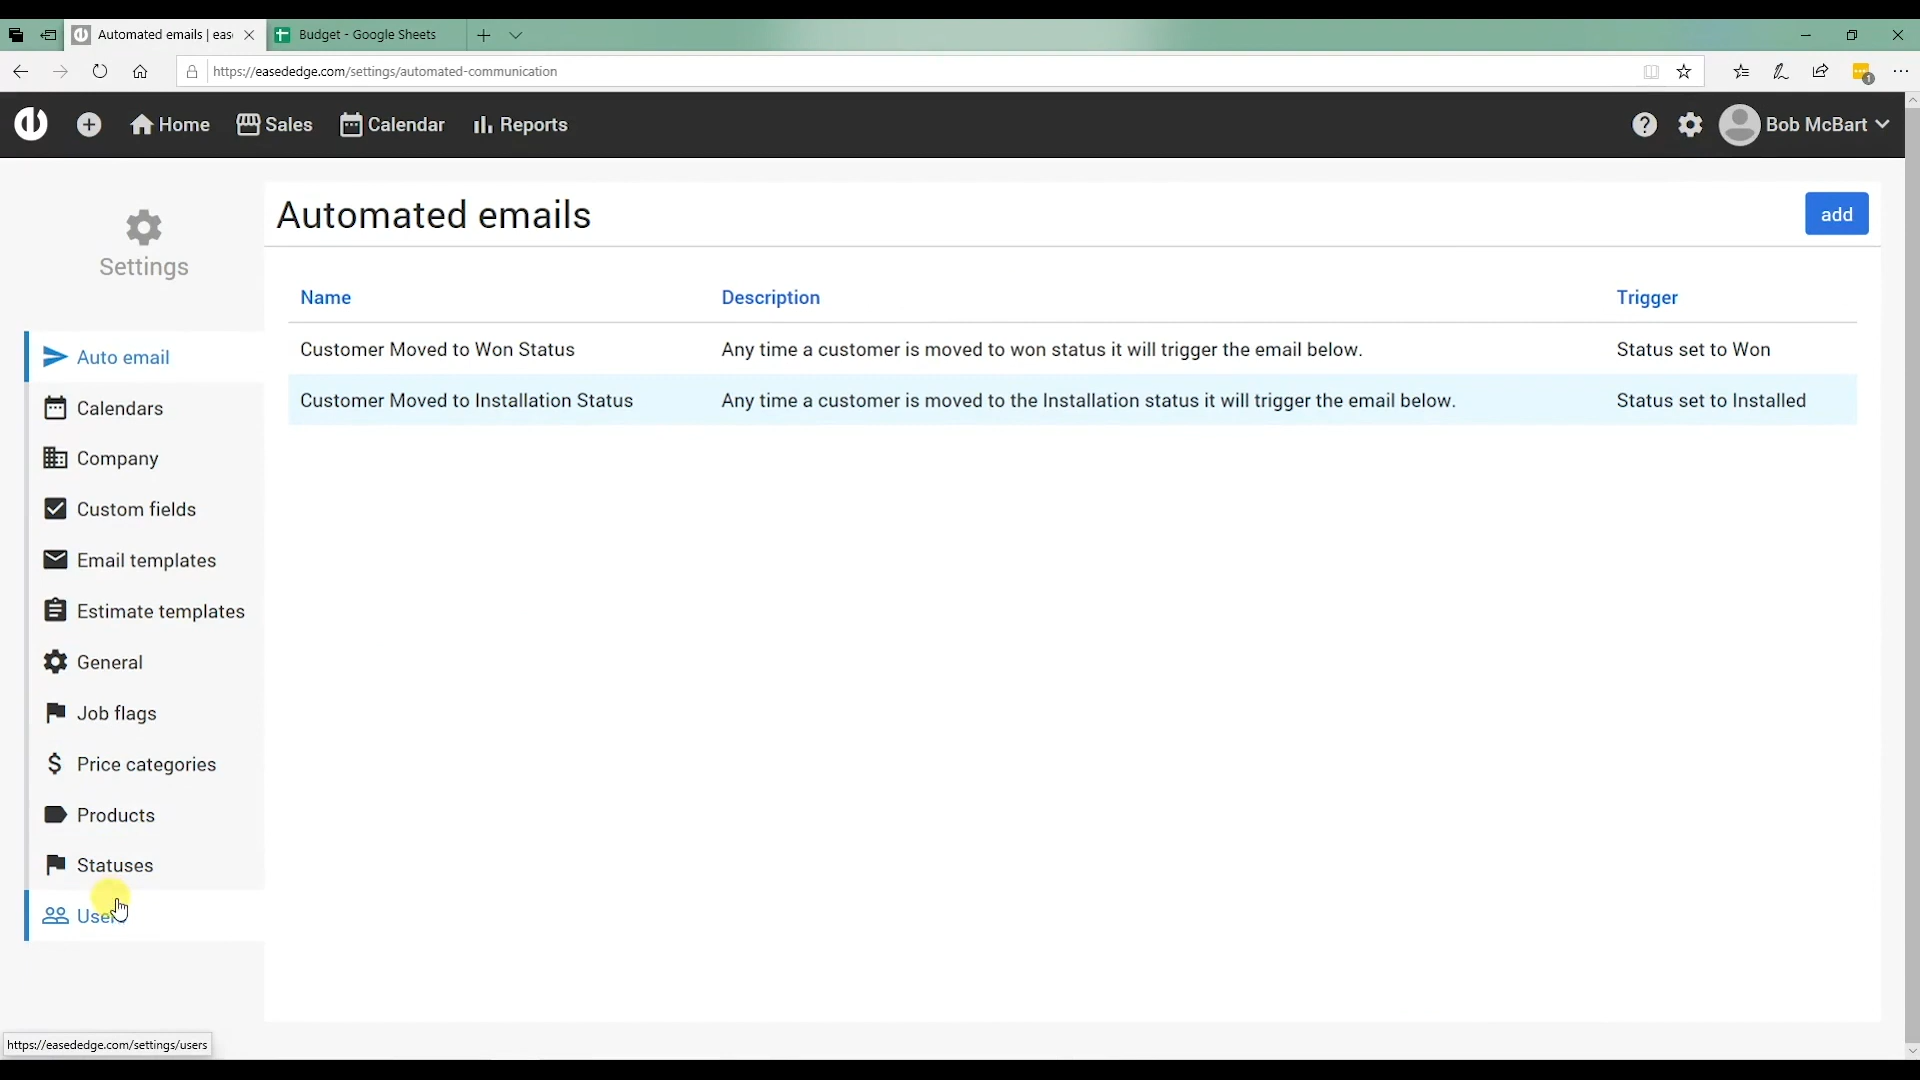 Automated emails | eas
Budget - Google Sheets
https://easededge.com/settings/automated-communication
1
Home
Sales
Calendar
Reports
Bob McBart
Settings
Automated emails
add
Name
Description
Trigger
Customer Moved to Won Status
Any time a customer is moved to won status it will trigger the email below.
Status set to Won
Customer Moved to Installation Status
Any time a customer is moved to the Installation status it will trigger the email below.
Status set to Installed
Auto email
Calendars
Company
Custom fields
Email templates
Estimate templates
General
Job flags
Price categories
Products
Statuses
Users
https://easededge.com/settings/users